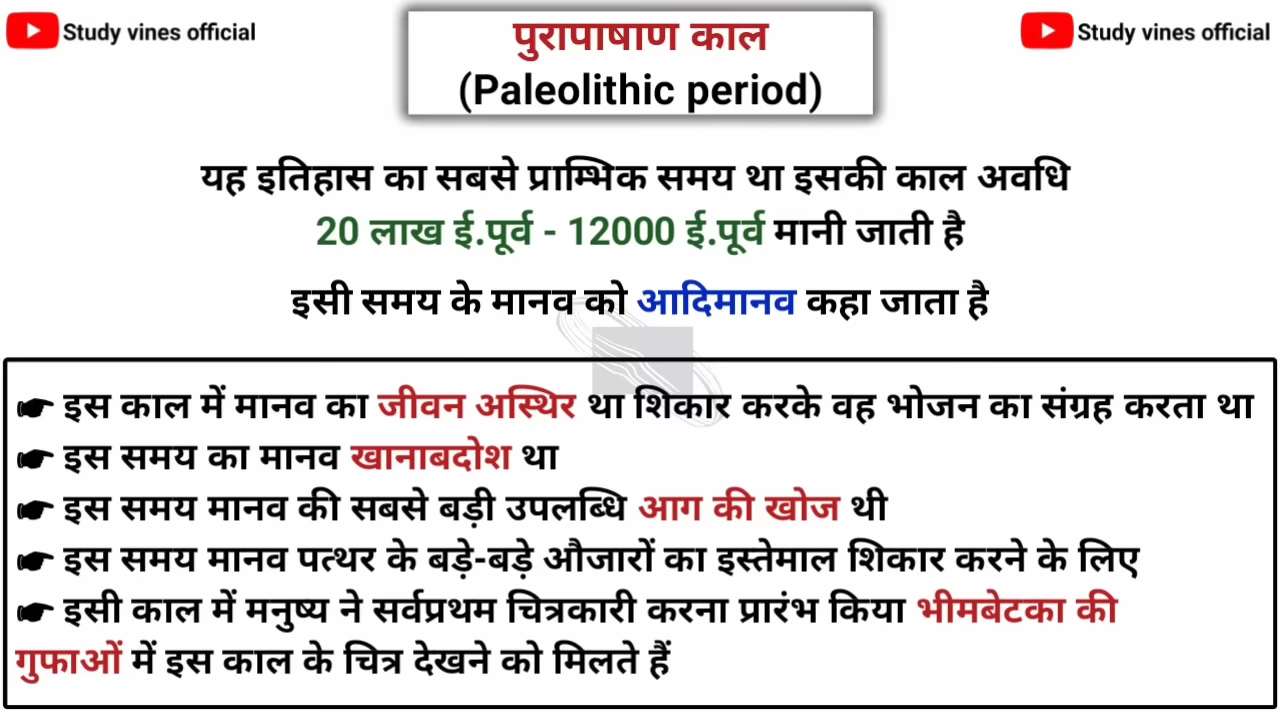 Study vines official
पुरापाषाण काल
Study vines official
(Paleolithic period)
यह इतिहास का सबसे प्राम्भिक समय था इसकी काल अवधि
20 लाख ई.पूर्व - 12000 ई.पूर्व मानी जाती है
इसी समय के मानव को आदिमानव कहा जाता है
☛ इस काल में मानव का जीवन अस्थिर था शिकार करके वह भोजन का संग्रह करता था
☛ इस समय का मानव खानाबदोश था
☛ इस समय मानव की सबसे बड़ी उपलब्धि आग की खोज थी
☛ इस समय मानव पत्थर के बड़े-बड़े औजारों का इस्तेमाल शिकार करने के लिए
☛ इसी काल में मनुष्य ने सर्वप्रथम चित्रकारी करना प्रारंभ किया भीमबेटका की
गुफाओं में इस काल के चित्र देखने को मिलते हैं